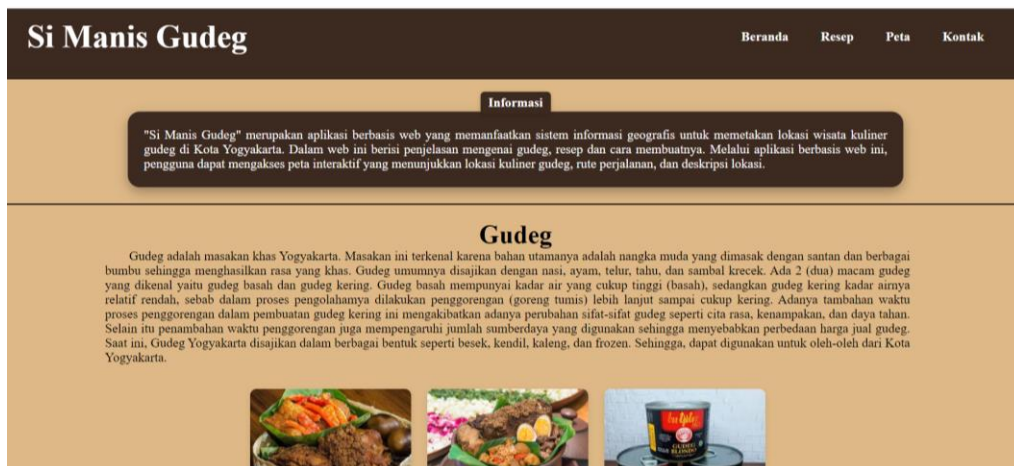 Si Manis Gudeg
Beranda Resep Peta Kontak
Informasi
"Si Manis Gudeg" merupakan aplikasi berbasis web yang memanfaatkan sistem informasi geografis untuk memetakan lokasi wisata kuliner
gudeg di Kota Yogyakarta. Dalam web ini berisi penjelasan mengenai gudeg, resep dan cara membuatnya. Melalui aplikasi berbasis web ini,
pengguna dapat mengakses peta interaktif yang menunjukkan lokasi kuliner gudeg, rute perjalanan, dan deskripsi lokasi.
Gudeg
Gudeg adalah masakan khas Yogyakarta. Masakan ini terkenal karena bahan utamanya adalah nangka muda yang dimasak dengan santan dan berbagai
bumbu sehingga menghasilkan rasa yang khas. Gudeg umumnya disajikan dengan nasi, ayam, telur, tahu, dan sambal krecek. Ada 2 (dua) macam gudeg
yang dikenal yaitu gudeg basah dan gudeg kering. Gudeg basah mempunyai kadar air yang cukup tinggi (basah), sedangkan gudeg kering kadar airnya
relatif rendah, sebab dalam proses pengolahamya dilakukan penggorengan (goreng tumis) lebih lanjut sampai cukup kering. Adanya tambahan waktu
proses penggorengan dalam pembuatan gudeg kering ini mengakibatkan adanya perubahan sifat-sifat gudeg seperti cita rasa, kenampakan, dan daya tahan.
Selain itu penambahan waktu penggorengan juga mempengaruhi jumlah sumberdaya yang digunakan sehingga menyebabkan perbedaan harga jual gudeg.
Saat ini, Gudeg Yogyakarta disajikan dalam berbagai bentuk seperti besek, kendil, kaleng, dan frozen. Sehingga, dapat digunakan untuk oleh-oleh dari Kota
Yogyakarta.
GUDEG